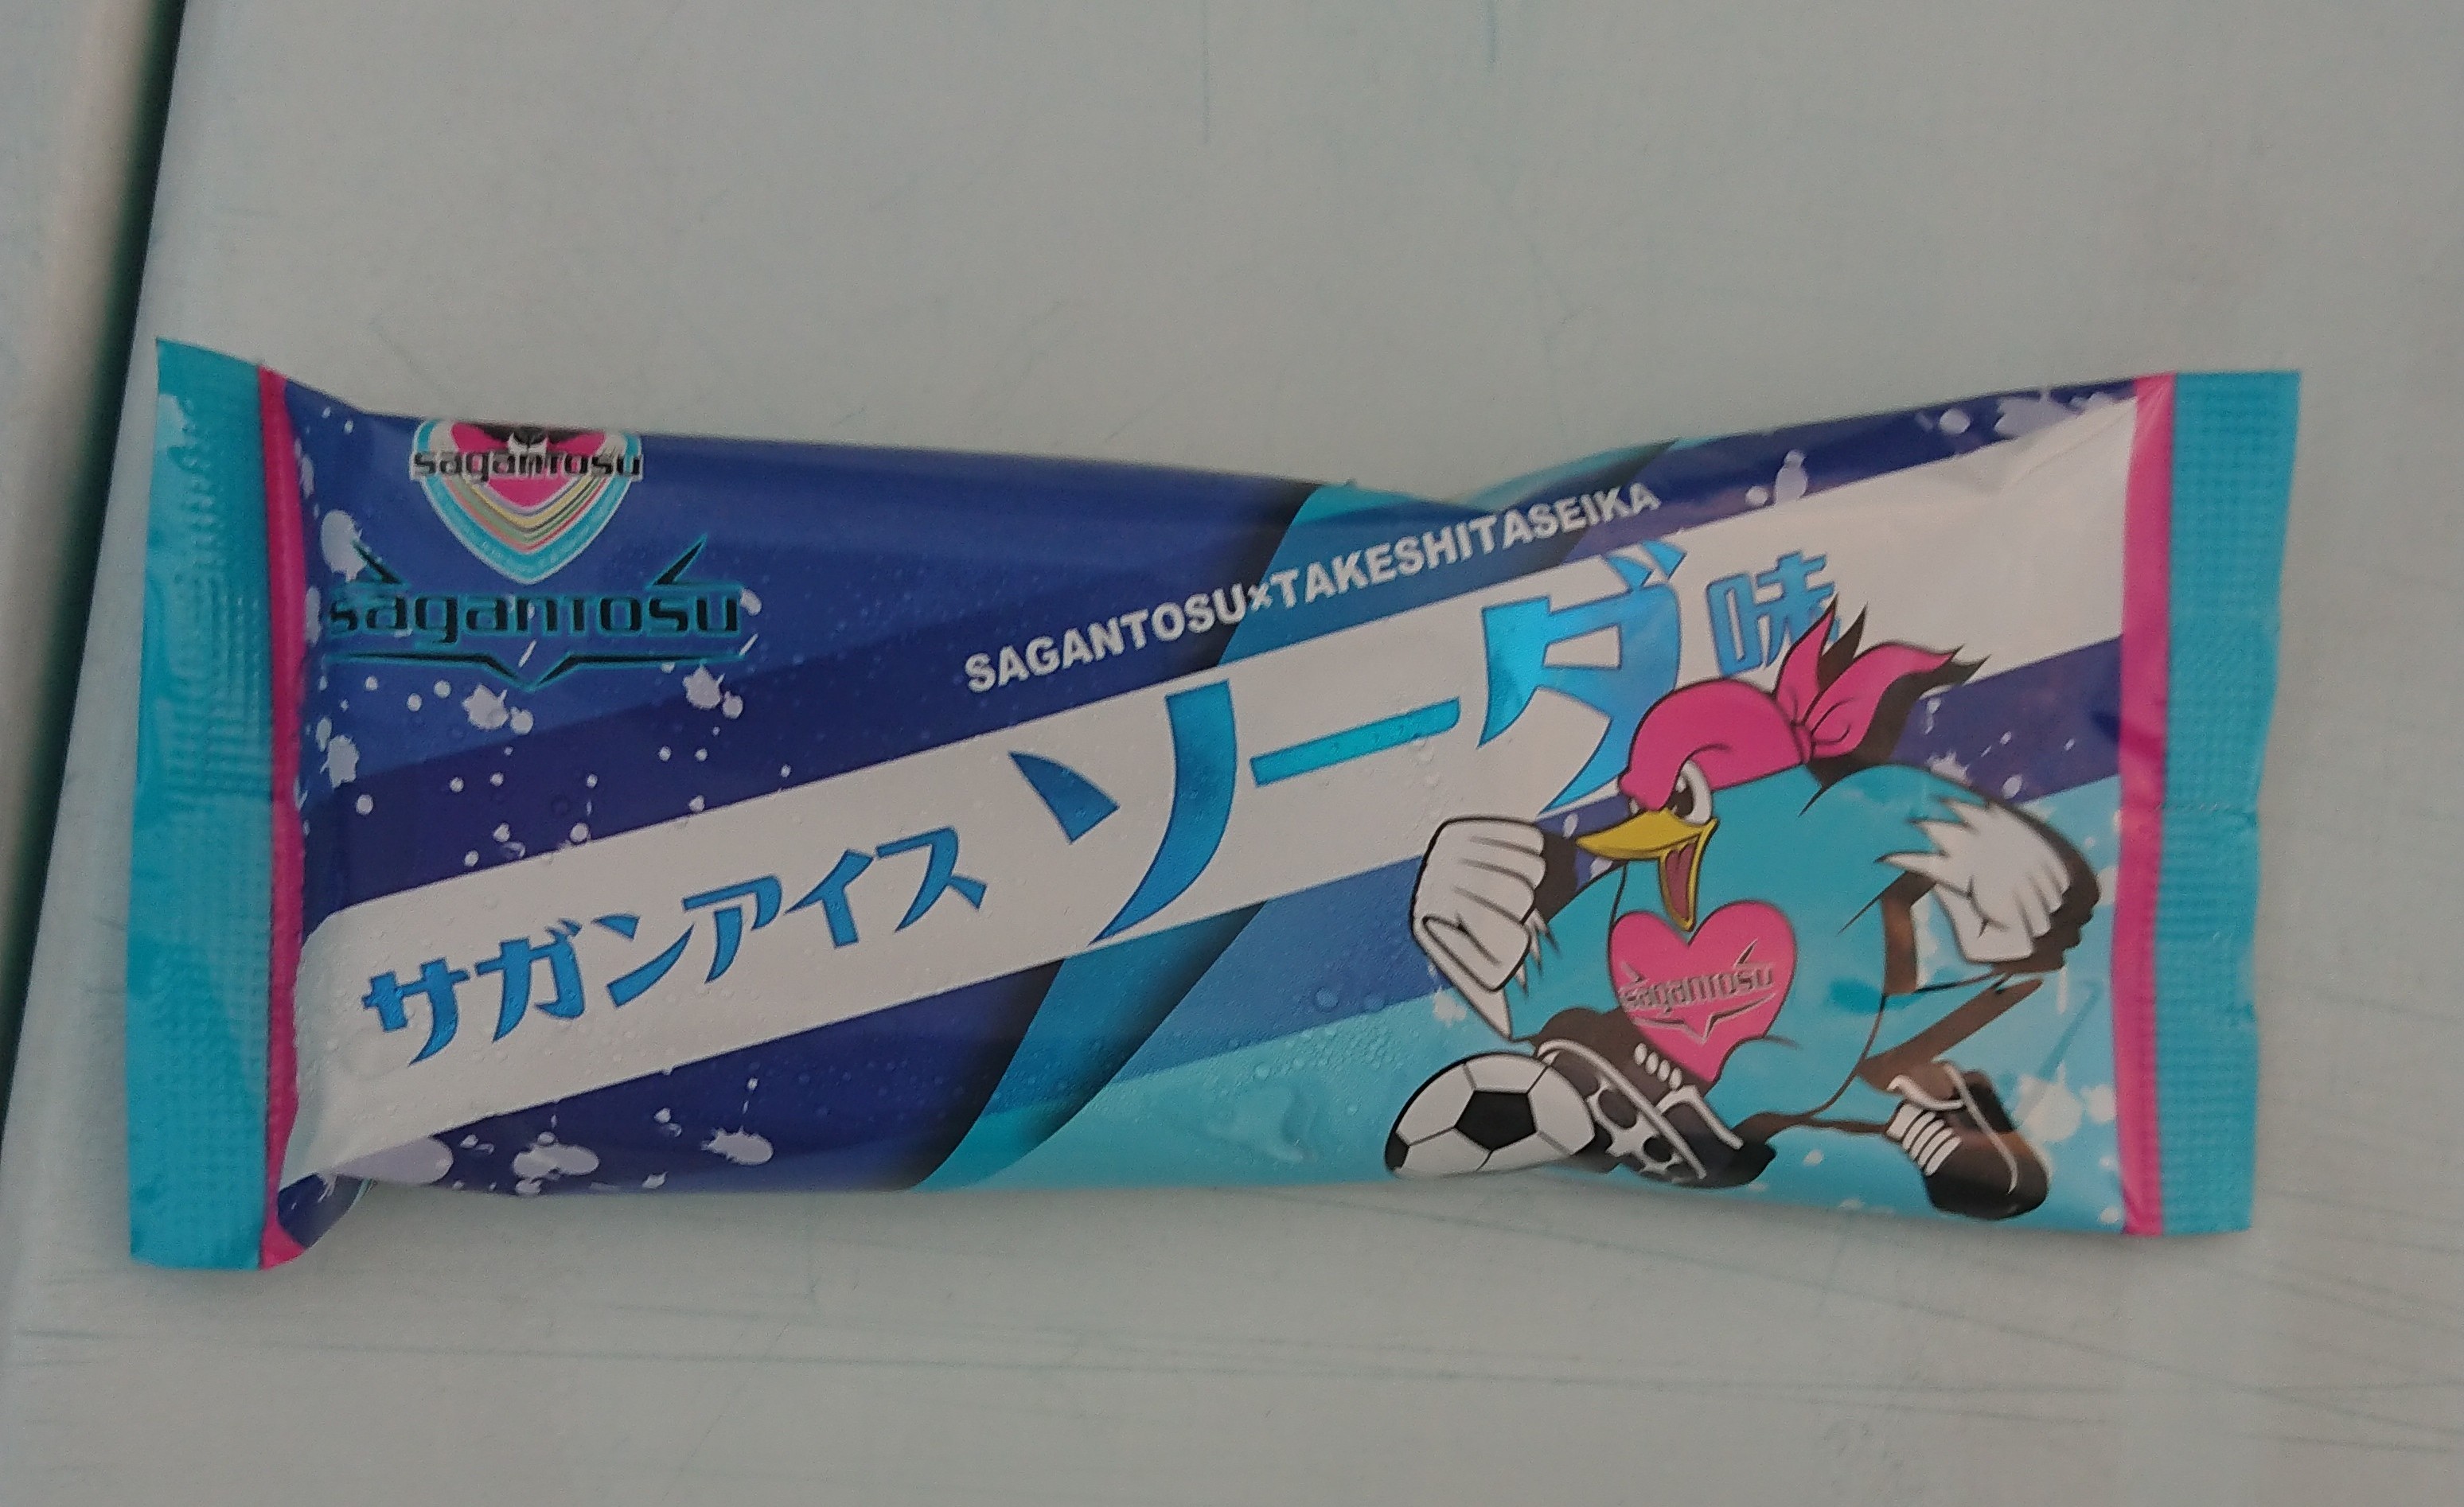 sagantosu
sagantosu
SAGANTOSU×TAKESHITASEIKA
サガンアイス ソーダ味
sagantosu